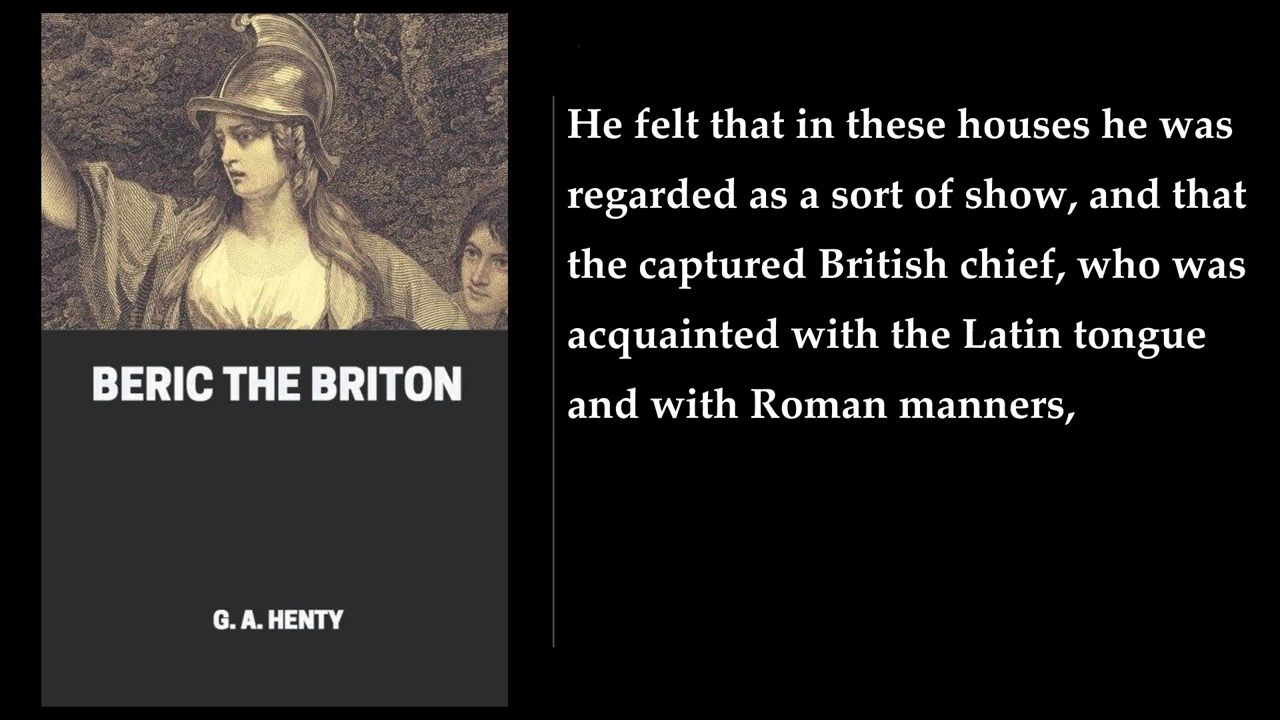 BERIC THE BRITON
G. A. HENTY
He felt that in these houses he was
regarded as a sort of show, and that
the captured British chief, who was
acquainted with the Latin tongue
and with Roman manners,